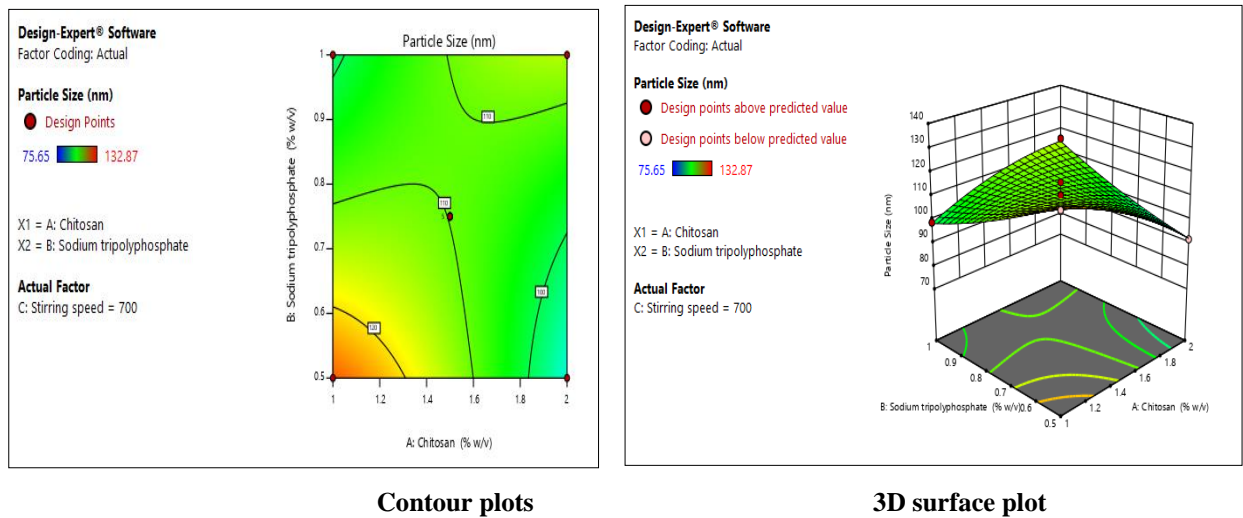 Design-Expert® Software
Factor Coding: Actual
Particle Size (nm)
Design Points
75.65 132.87
X1 = A: Chitosan
X2 = B: Sodium tripolyphosphate
Actual Factor
C: Stirring speed = 700
Particle Size (nm)
B: Sodium tripolyphosphate (% w/v)
1
0.9
0.8
0.7
0.6
0.5
110
110
5
100
120
1 1.2 1.4 1.6 1.8 2
A: Chitosan (% w/v)
Design-Expert® Software
Factor Coding: Actual
Particle Size (nm)
Design points above predicted value
Design points below predicted value
75.65 132.87
X1 = A: Chitosan
X2 = B: Sodium tripolyphosphate
Actual Factor
C: Stirring speed = 700
Particle Size (nm)
140
130
120
110
100
90
80
70
1
0.9
0.8
0.7
0.6
0.5
B: Sodium tripolyphosphate (% w/v)
1
1.2
1.4
1.6
1.8
2
A: Chitosan (% w/v)
Contour plots
3D surface plot